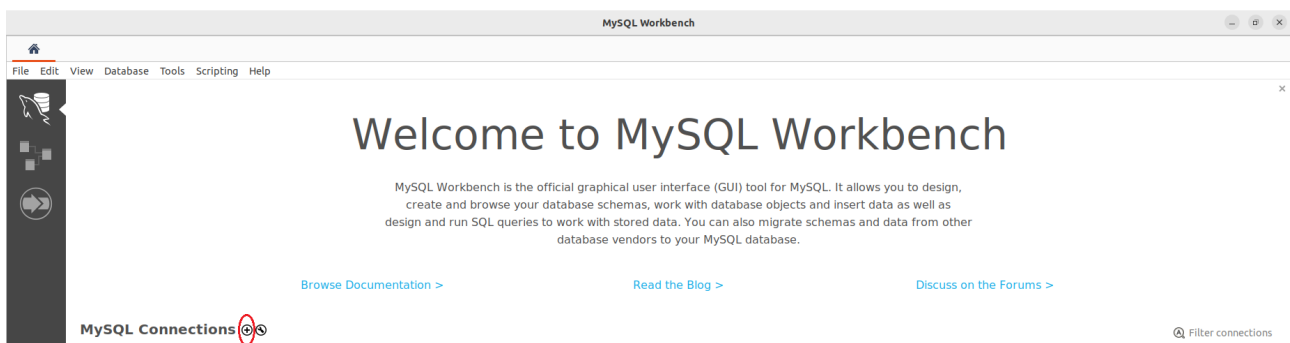 MySQL Workbench
File Edit View Database Tools Scripting Help
Welcome to MySQL Workbench
MySQL Workbench is the official graphical user interface (GUI) tool for MySQL. It allows you to design,
create and browse your database schemas, work with database objects and insert data as well as
design and run SQL queries to work with stored data. You can also migrate schemas and data from other
database vendors to your MySQL database.
Browse Documentation > Read the Blog > Discuss on the Forums >
MySQL Connections Filter connections